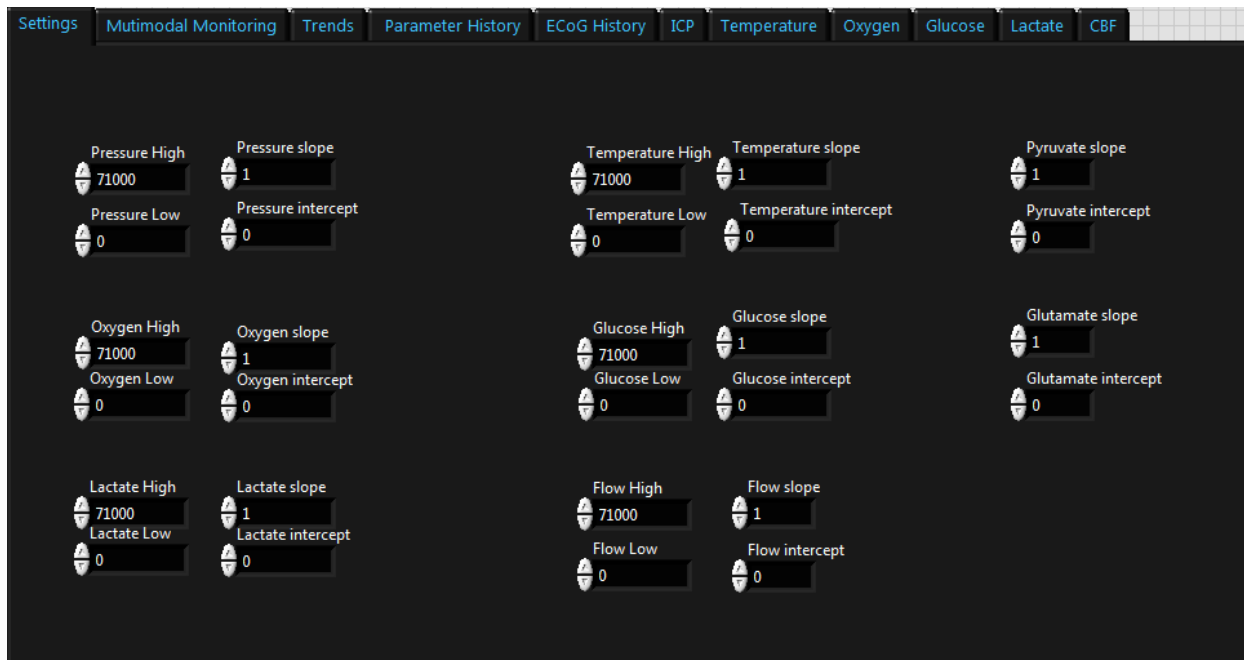 Settings Mutimodal Monitoring Trends Parameter History ECoG History ICP Temperature Oxygen Glucose Lactate CBF
Pressure High Pressure slope Temperature High Temperature slope Pyruvate slope
71000 1 71000 1 1
Pressure Low Pressure intercept Temperature Low Temperature intercept Pyruvate intercept
0 0 0 0 0
Oxygen High Oxygen slope Glucose High Glucose slope Glutamate slope
71000 1 71000 1 1
Oxygen Low Oxygen intercept Glucose Low Glucose intercept Glutamate intercept
0 0 0 0 0
Lactate High Lactate slope Flow High Flow slope
71000 1 71000 1
Lactate Low Lactate intercept Flow Low Flow intercept
0 0 0 0